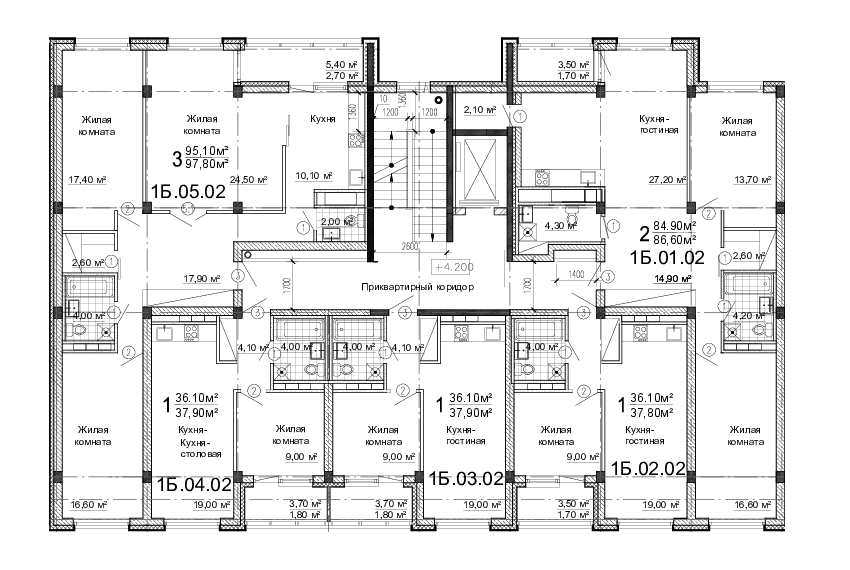 5,40 м²
2,70 м²
3,50 м²
1,70 м²
10
1360
1200
1200
1360
2,10 м²
1
Жилая
комната
Жилая
комната
Кухня
Кухня-
гостиная
Жилая
комната
3 95,10м²
97,80м²
17,40 м²
24,50 м²
10,10 м²
27,20 м²
13,70 м²
1Б.05.02
2
5
1
2,00 м²
4,30 м²
1
2
2 84.90м²
86,60м²
1Б.01.02
2600
2,60 м²
1
+4.200
2,60 м²
1
17,90 м²
3
1700
Приквартирный коридор
1700
1400
3
14,90 м²
4,00 м²
1
3
3
3
1
4,20 м²
2
4,10 м²
4,00 м²
4,00 м²
4,10 м²
4,00 м²
2
2
2
2
1 36.10м²
37,90м²
1 36.10м²
37,90м²
1 36.10м²
37,80м²
Жилая
комната
Кухня-
Кухня-
столовая
Жилая
комната
Жилая
комната
Кухня-
гостиная
Жилая
комната
Кухня-
гостиная
Жилая
комната
9,00 м²
9,00 м²
9,00 м²
1Б.04.02
1Б.03.02
1Б.02.02
16,60 м²
19,00 м²
3,70 м²
1,80 м²
3,70 м²
1,80 м²
19,00 м²
3,50 м²
1,70 м²
19,00 м²
16,60 м²